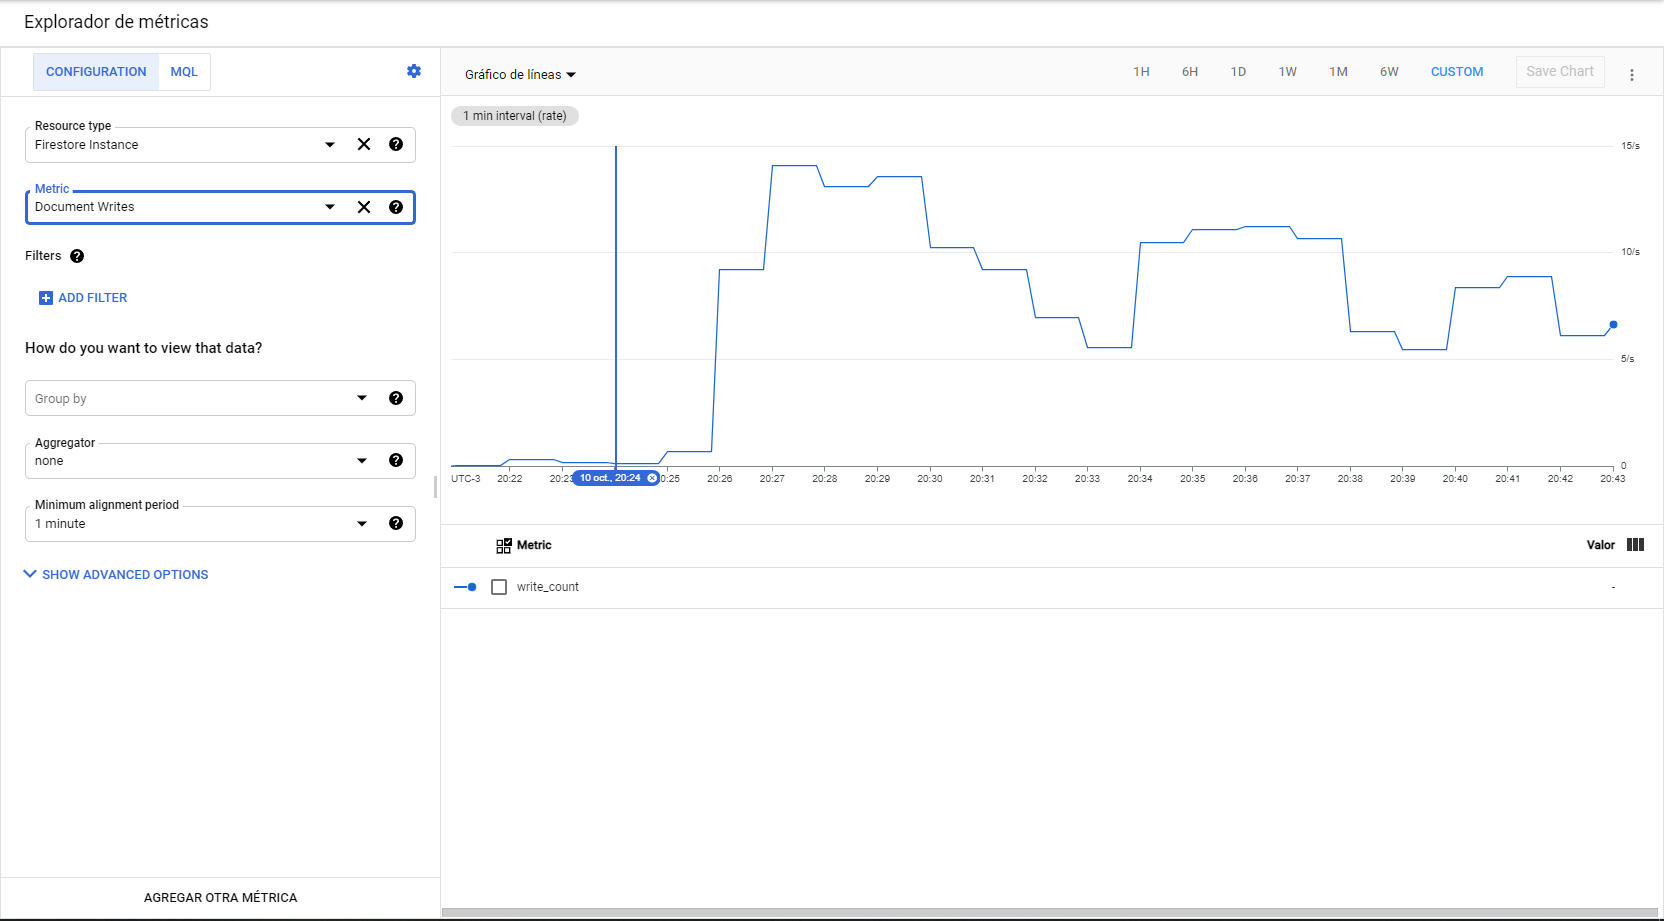 Explorador de métricas
CONFIGURATION MQL
Resource type
Firestore Instance
Metric
Document Writes
Filters
ADD FILTER
How do you want to view that data?
Group by
Aggregator
none
Minimum alignment period
1 minute
SHOW ADVANCED OPTIONS
AGREGAR OTRA MÉTRICA
Gráfico de líneas 1H 6H 1D 1W 1M 6W CUSTOM Save Chart
1 min interval (rate)
15/s
10/s
5/s
0
UTC-3 20:22 20:23 10 oct., 20:24 0:25 20:26 20:27 20:28 20:29 20:30 20:31 20:32 20:33 20:34 20:35 20:36 20:37 20:38 20:39 20:40 20:41 20:42 20:43
Metric Valor
write_count -